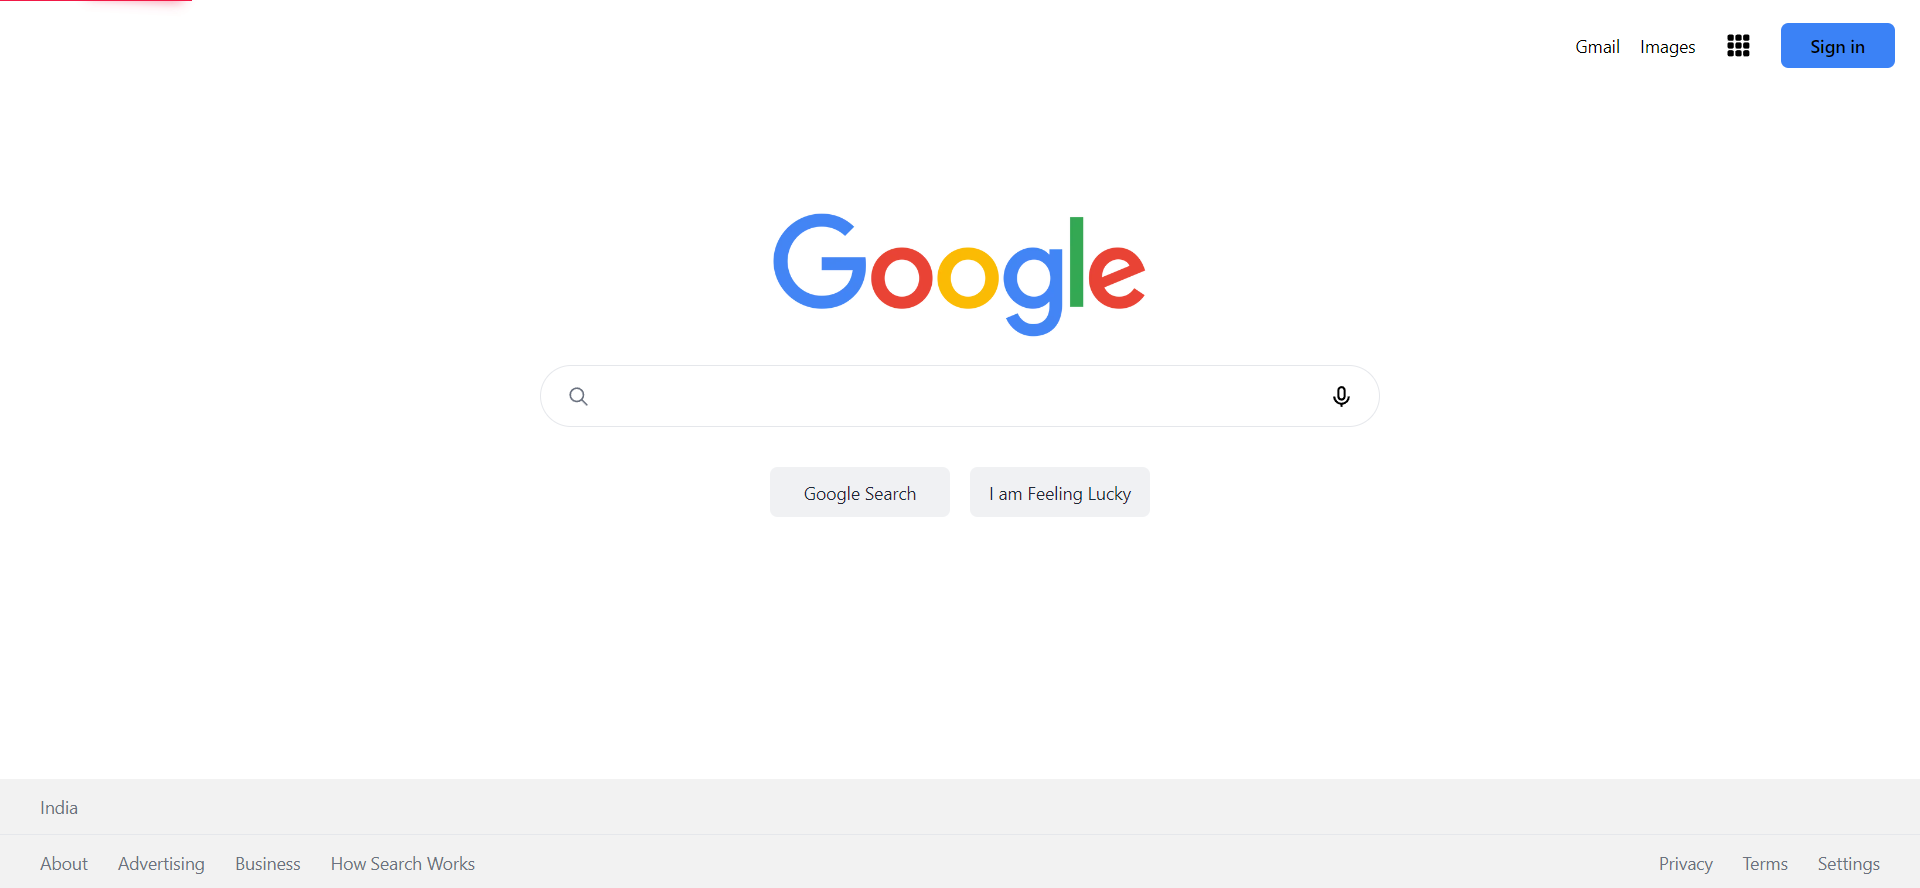 Gmail Images Sign in
Google
Google Search I am Feeling Lucky
India
About Advertising Business How Search Works Privacy Terms Settings